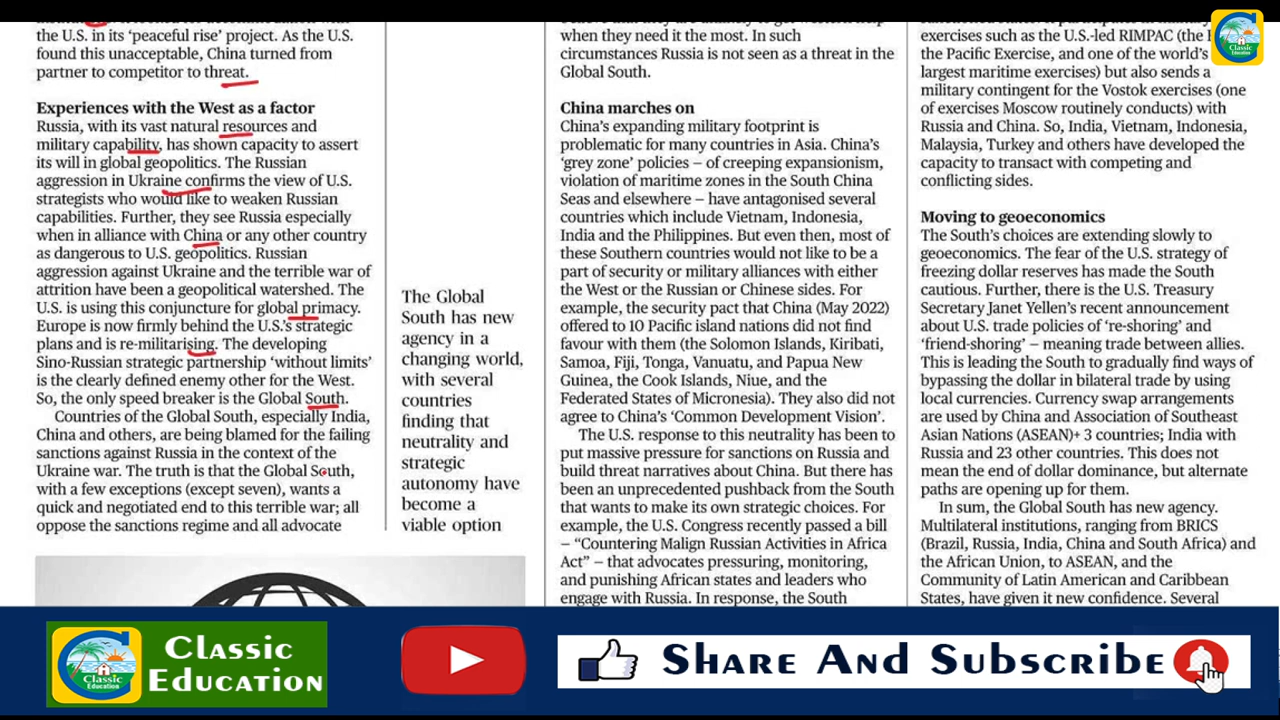 the U.S. in its ‘peaceful rise’ project. As the U.S.
found this unacceptable, China turned from
partner to competitor to threat.
Experiences with the West as a factor
Russia, with its vast natural resources and
military capability, has shown capacity to assert
its will in global geopolitics. The Russian
aggression in Ukraine confirms the view of U.S.
strategists who would like to weaken Russian
capabilities. Further, they see Russia especially
when in alliance with China or any other country
as dangerous to U.S. geopolitics. Russian
aggression against Ukraine and the terrible war of
attrition have been a geopolitical watershed. The
U.S. is using this conjuncture for global primacy.
Europe is now firmly behind the U.S.’s strategic
plans and is re-militarising. The developing
Sino-Russian strategic partnership ‘without limits’
is the clearly defined enemy other for the West.
So, the only speed breaker is the Global South.
Countries of the Global South, especially India,
China and others, are being blamed for the failing
sanctions against Russia in the context of the
Ukraine war. The truth is that the Global South,
with a few exceptions (except seven), wants a
quick and negotiated end to this terrible war; all
oppose the sanctions regime and all advocate
The Global
South has new
agency in a
changing world,
with several
countries
finding that
neutrality and
strategic
autonomy have
become a
viable option
when they need it the most. In such
circumstances Russia is not seen as a threat in the
Global South.
China marches on
China’s expanding military footprint is
problematic for many countries in Asia. China’s
‘grey zone’ policies – of creeping expansionism,
violation of maritime zones in the South China
Seas and elsewhere – have antagonised several
countries which include Vietnam, Indonesia,
India and the Philippines. But even then, most of
these Southern countries would not like to be a
part of security or military alliances with either
the West or the Russian or Chinese sides. For
example, the security pact that China (May 2022)
offered to 10 Pacific island nations did not find
favour with them (the Solomon Islands, Kiribati,
Samoa, Fiji, Tonga, Vanuatu, and Papua New
Guinea, the Cook Islands, Niue, and the
Federated States of Micronesia). They also did not
agree to China’s ‘Common Development Vision’.
The U.S. response to this neutrality has been to
put massive pressure for sanctions on Russia and
build threat narratives about China. But there has
been an unprecedented pushback from the South
that wants to make its own strategic choices. For
example, the U.S. Congress recently passed a bill
– “Countering Malign Russian Activities in Africa
Act” – that advocates pressuring, monitoring,
and punishing African states and leaders who
engage with Russia. In response, the South
exercises such as the U.S.-led RIMPAC (the
the Pacific Exercise, and one of the world’s
largest maritime exercises) but also sends a
military contingent for the Vostok exercises (one
of exercises Moscow routinely conducts) with
Russia and China. So, India, Vietnam, Indonesia,
Malaysia, Turkey and others have developed the
capacity to transact with competing and
conflicting sides.
Moving to geoeconomics
The South’s choices are extending slowly to
geoeconomics. The fear of the U.S. strategy of
freezing dollar reserves has made the South
cautious. Further, there is the U.S. Treasury
Secretary Janet Yellen’s recent announcement
about U.S. trade policies of ‘re-shoring’ and
‘friend-shoring’ – meaning trade between allies.
This is leading the South to gradually find ways of
bypassing the dollar in bilateral trade by using
local currencies. Currency swap arrangements
are used by China and Association of Southeast
Asian Nations (ASEAN)+ 3 countries; India with
Russia and 23 other countries. This does not
mean the end of dollar dominance, but alternate
paths are opening up for them.
In sum, the Global South has new agency.
Multilateral institutions, ranging from BRICS
(Brazil, Russia, India, China and South Africa) and
the African Union, to ASEAN, and the
Community of Latin American and Caribbean
States, have given it new confidence. Several
Classic
Education
Classic
Education
Classic
Education
Share And Subscribe